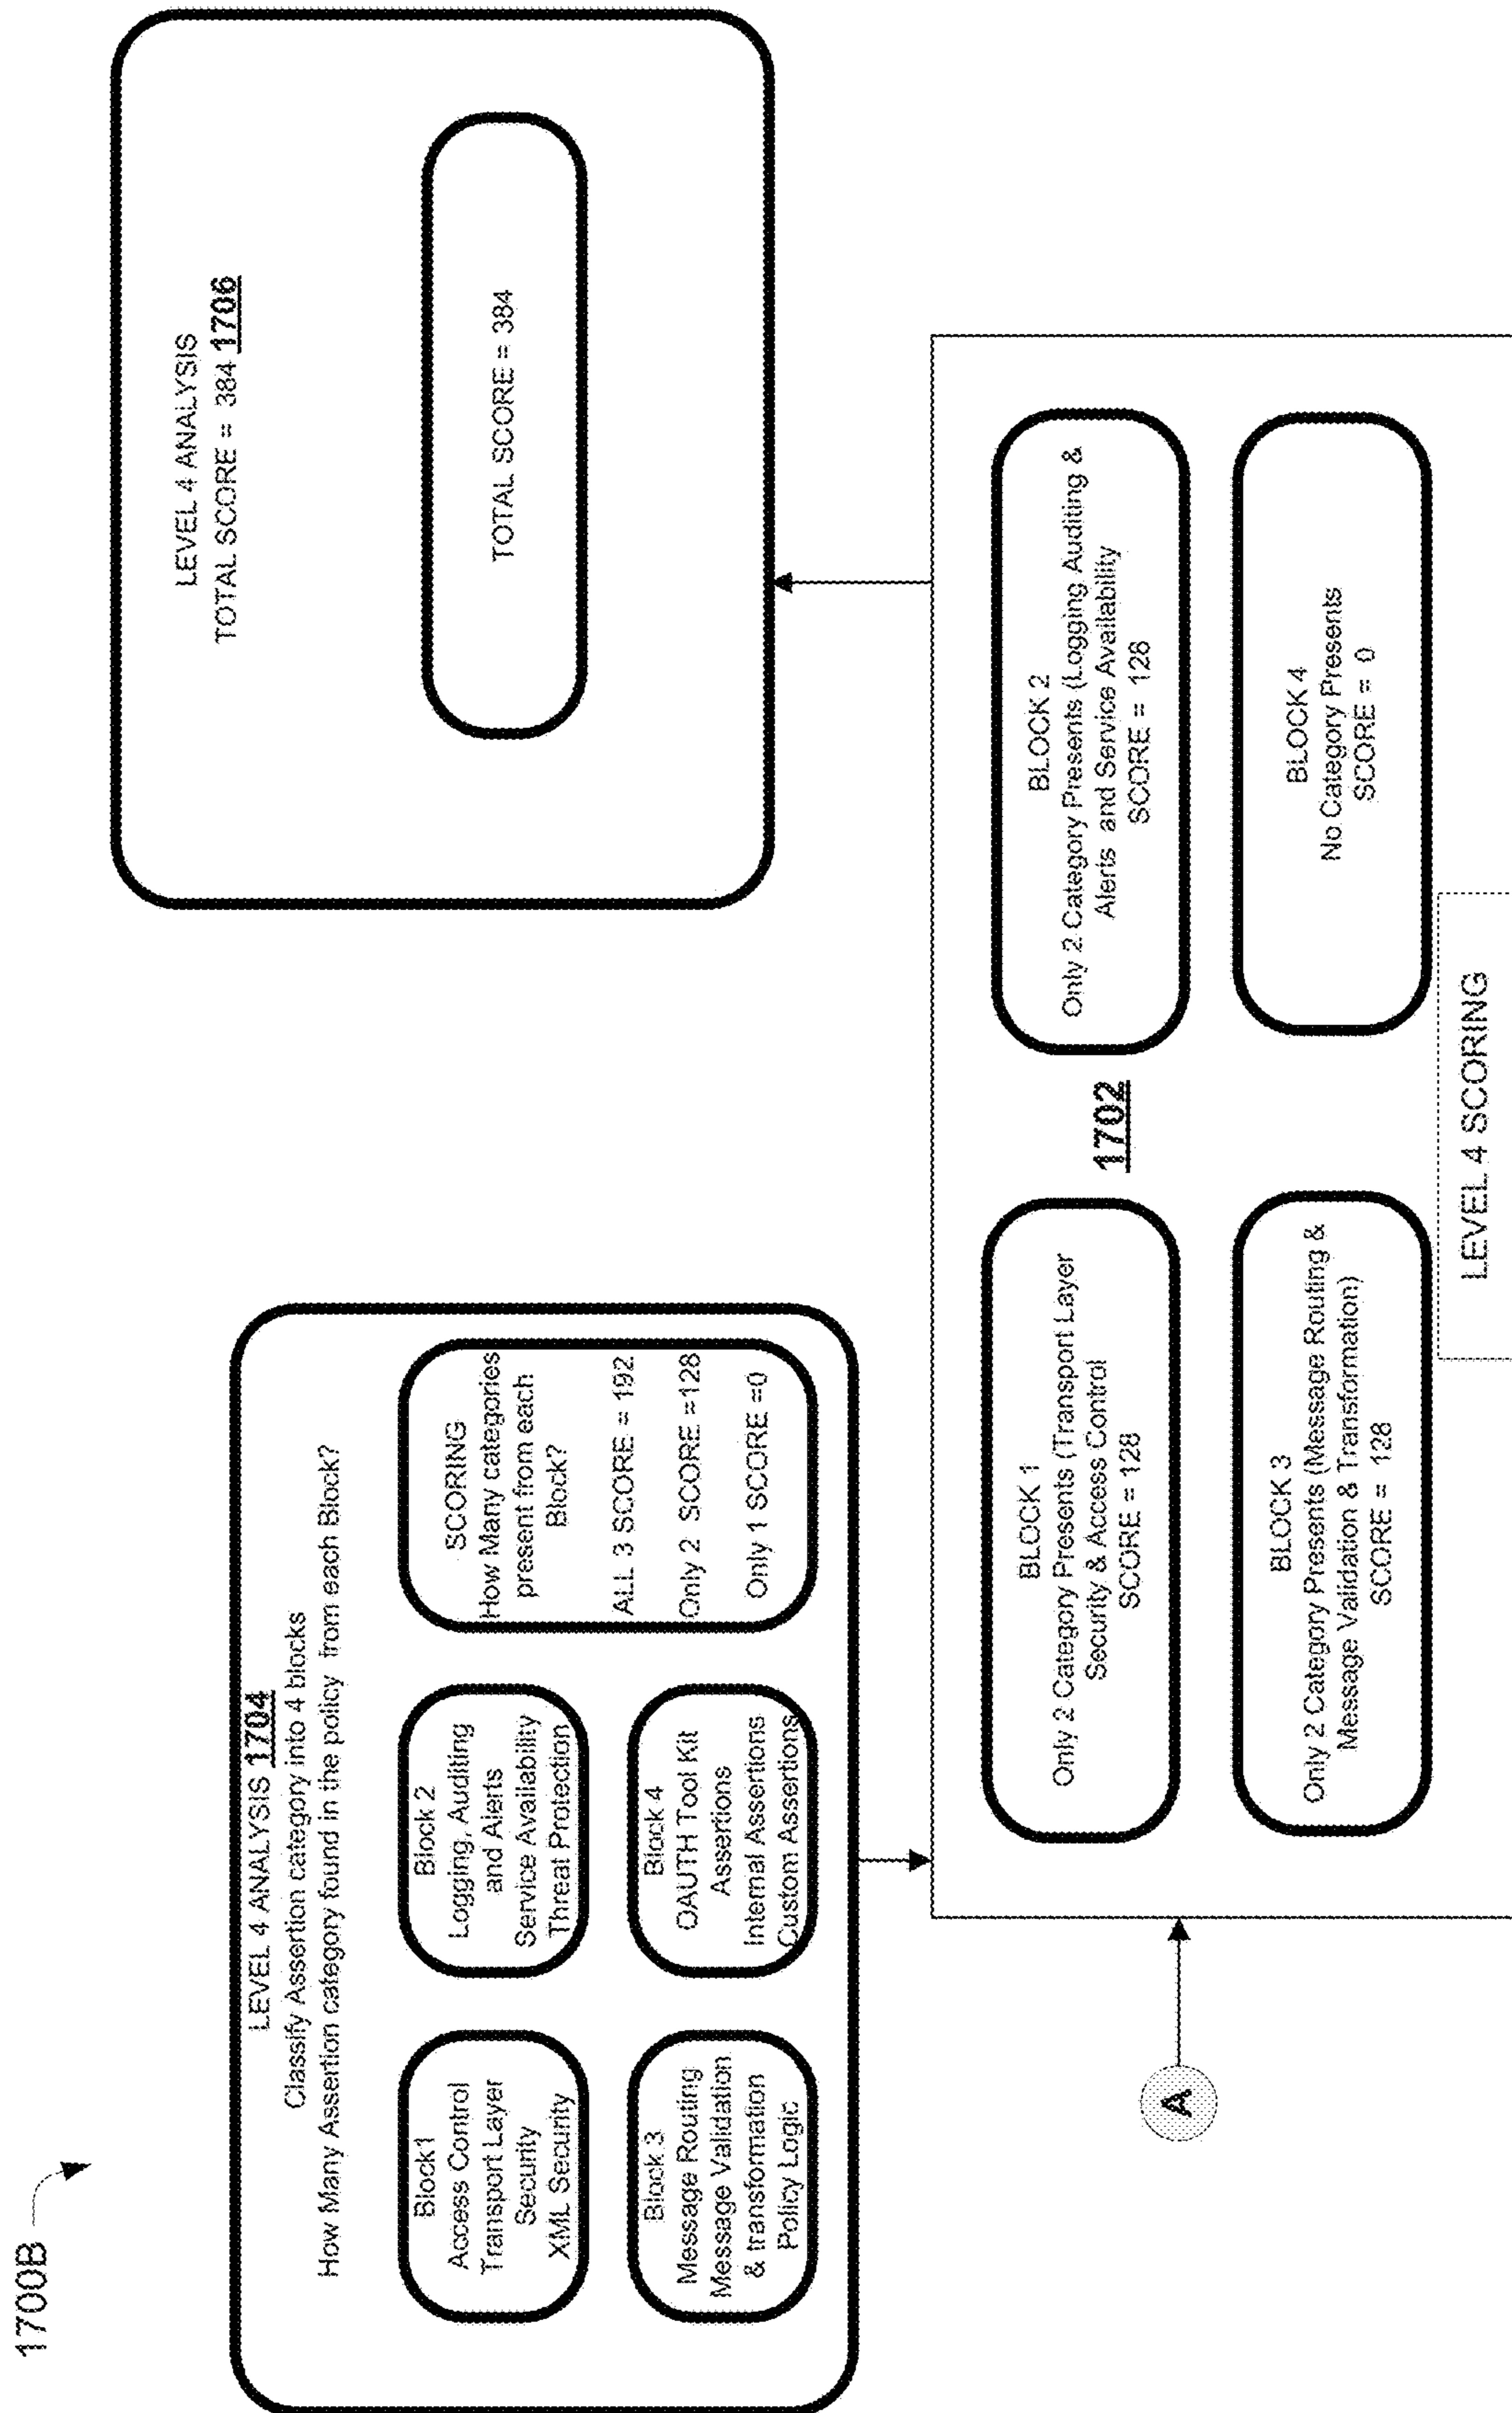 1700B
LEVEL 4 ANALYSIS 1704
Classify Assertion category into 4 blocks
How Many Assertion category found in the policy from each Block?
Block1
Access Control
Transport Layer
Security
XML Security
Block 2
Logging, Auditing
and Alerts
Service Availability
Threat Protection
SCORING
How Many categories
present from each
Block?
ALL 3 SCORE = 192
Only 2 SCORE =128
Only 1 SCORE =0
Block 3
Message Routing
Message Validation
& transformation
Policy Logic
Block 4
OAUTH Tool Kit
Assertions
Internal Assertions
Custom Assertions
LEVEL 4 ANALYSIS
TOTAL SCORE = 384 1706
TOTAL SCORE = 384
A
BLOCK 1
Only 2 Category Presents (Transport Layer
Security & Access Control
SCORE = 128
1702
BLOCK 2
Only 2 Category Presents (Logging Auditing &
Alerts and Service Availability
SCORE = 128
BLOCK 3
Only 2 Category Presents (Message Routing &
Message Validation & Transformation)
SCORE = 128
BLOCK 4
No Category Presents
SCORE = 0
LEVEL 4 SCORING